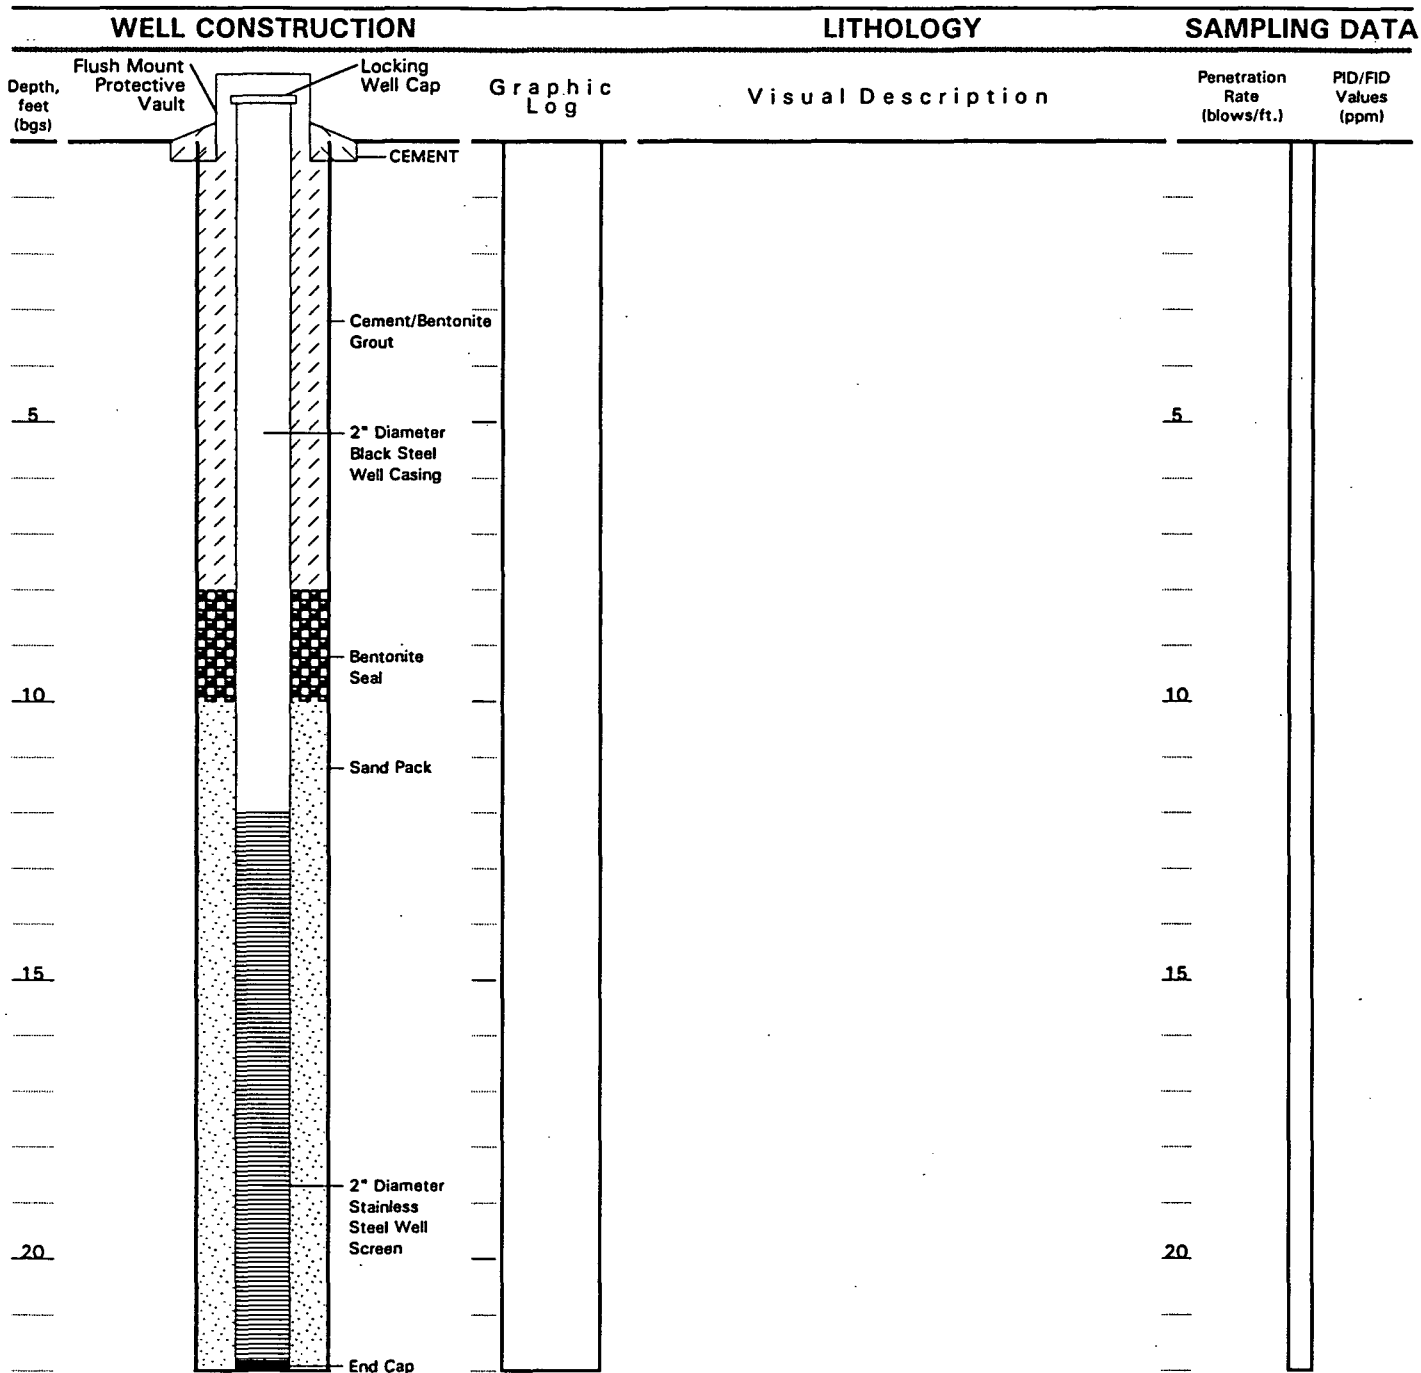 WELL CONSTRUCTION
LITHOLOGY
SAMPLING DATA
Depth,
feet
(bgs)
Flush Mount
Protective
Vault
Locking
Well Cap
CEMENT
Graphic
Log
Visual Description
Penetration
Rate
(blows/ft.)
PID/FID
Values
(ppm)
Cement/Bentonite
Grout
5
5
2" Diameter
Black Steel
Well Casing
Bentonite
Seal
10
10
Sand Pack
15
15
2" Diameter
Stainless
Steel Well
Screen
20
20
End Cap